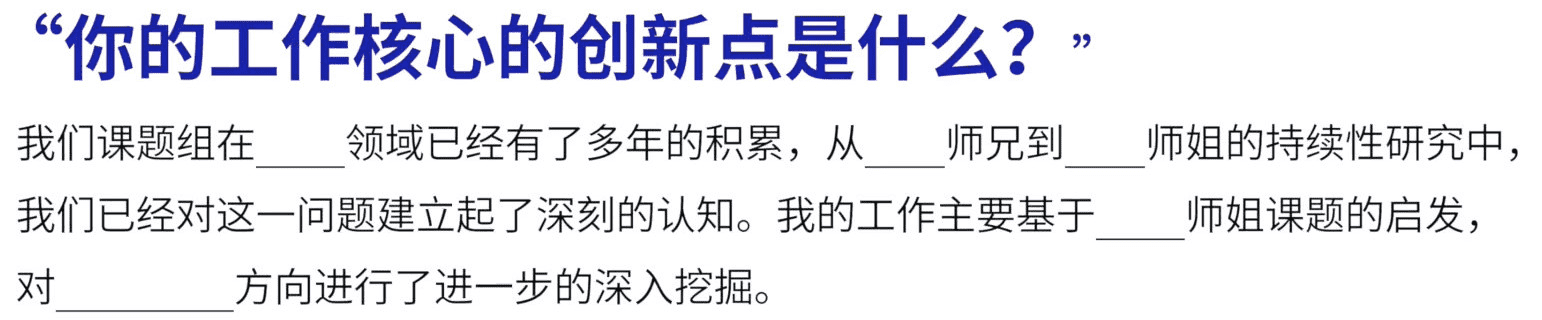 “你的工作核心的创新点是什么？”
我们课题组在____领域已经有了多年的积累，从____师兄到____师姐的持续性研究中，
我们已经对这一问题建立起了深刻的认知。我的工作主要基于____师姐课题的启发，
对________方向进行了进一步的深入挖掘。